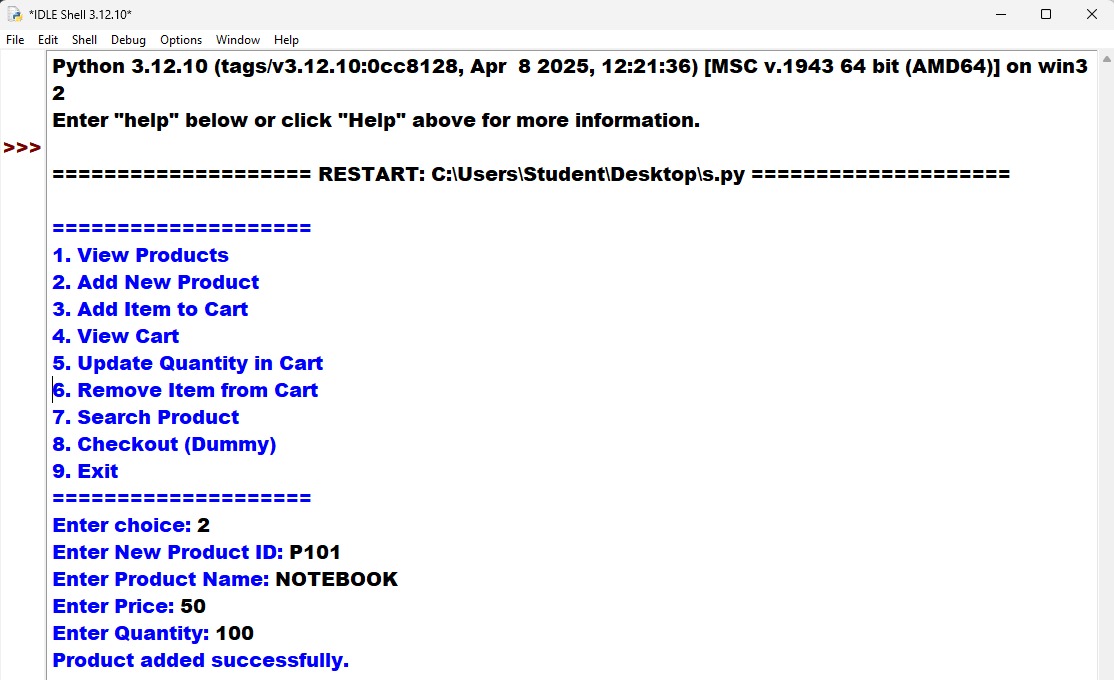 *IDLE Shell 3.12.10*
File Edit Shell Debug Options Window Help
Python 3.12.10 (tags/v3.12.10:0cc8128, Apr  8 2025, 12:21:36) [MSC v.1943 64 bit (AMD64)] on win3
2
Enter "help" below or click "Help" above for more information.
>>>
==================== RESTART: C:\Users\Student\Desktop\s.py ====================
====================
1. View Products
2. Add New Product
3. Add Item to Cart
4. View Cart
5. Update Quantity in Cart
6. Remove Item from Cart
7. Search Product
8. Checkout (Dummy)
9. Exit
====================
Enter choice: 2
Enter New Product ID: P101
Enter Product Name: NOTEBOOK
Enter Price: 50
Enter Quantity: 100
Product added successfully.